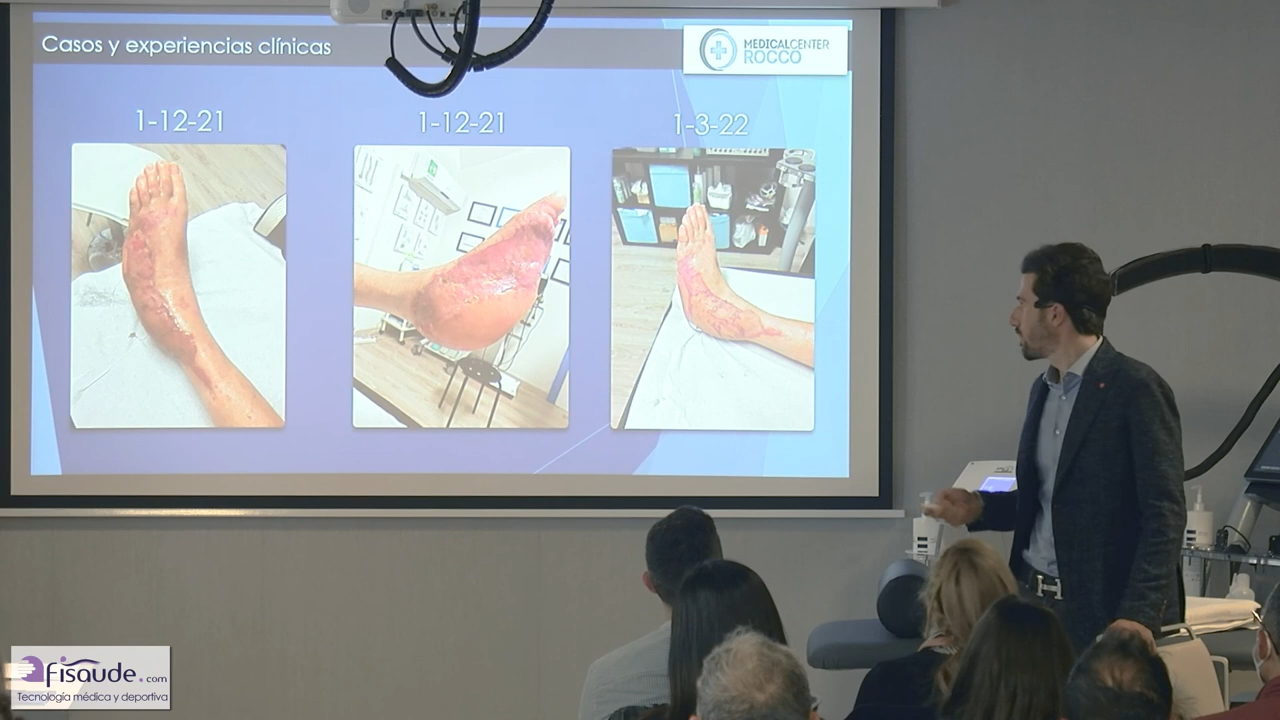 Casos y experiencias clínicas
MEDICALCENTER
ROCCO
1-12-21
1-12-21
1-3-22
fisaude.com
Tecnología médica y deportiva